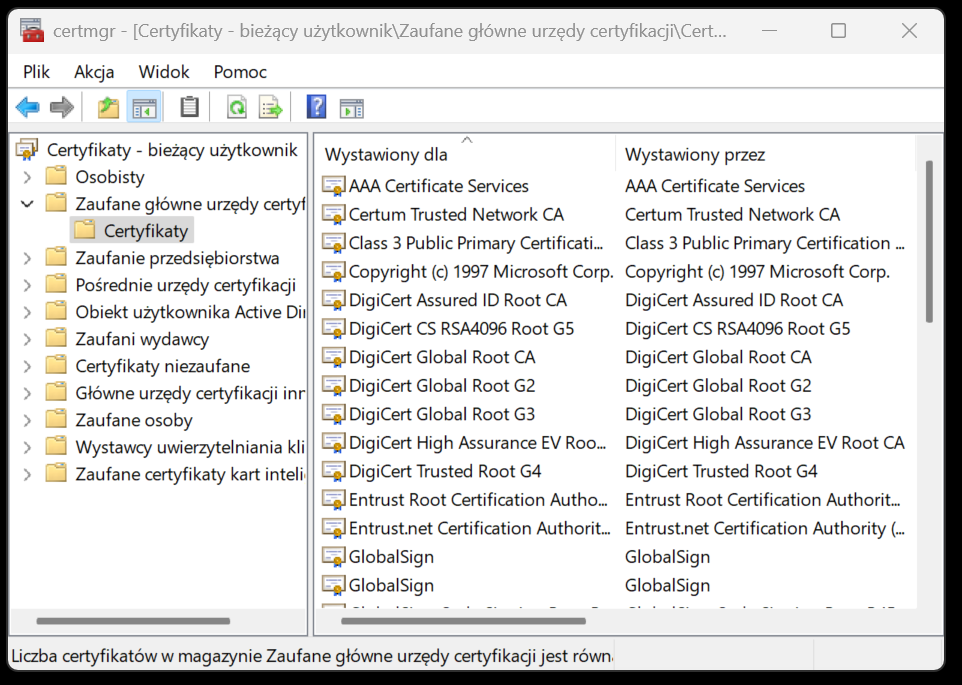 certmgr - [Certyfikaty - bieżący użytkownik\Zaufane główne urzędy certyfikacji\Cert...
Plik Akcja Widok Pomoc
Certyfikaty - bieżący użytkownik
Osobisty
Zaufane główne urzędy certyf
Certyfikaty
Zaufanie przedsiębiorstwa
Pośrednie urzędy certyfikacji
Obiekt użytkownika Active Di
Zaufani wydawcy
Certyfikaty niezaufane
Główne urzędy certyfikacji inn
Zaufane osoby
Wystawcy uwierzytelniania kli
Zaufane certyfikaty kart inteli
Wystawiony dla Wystawiony przez
AAA Certificate Services AAA Certificate Services
Certum Trusted Network CA Certum Trusted Network CA
Class 3 Public Primary Certificati... Class 3 Public Primary Certification ...
Copyright (c) 1997 Microsoft Corp. Copyright (c) 1997 Microsoft Corp.
DigiCert Assured ID Root CA DigiCert Assured ID Root CA
DigiCert CS RSA4096 Root G5 DigiCert CS RSA4096 Root G5
DigiCert Global Root CA DigiCert Global Root CA
DigiCert Global Root G2 DigiCert Global Root G2
DigiCert Global Root G3 DigiCert Global Root G3
DigiCert High Assurance EV Roo... DigiCert High Assurance EV Root CA
DigiCert Trusted Root G4 DigiCert Trusted Root G4
Entrust Root Certification Autho... Entrust Root Certification Authorit...
Entrust.net Certification Authorit... Entrust.net Certification Authority (...
GlobalSign GlobalSign
GlobalSign GlobalSign
Liczba certyfikatów w magazynie Zaufane główne urzędy certyfikacji jest równ